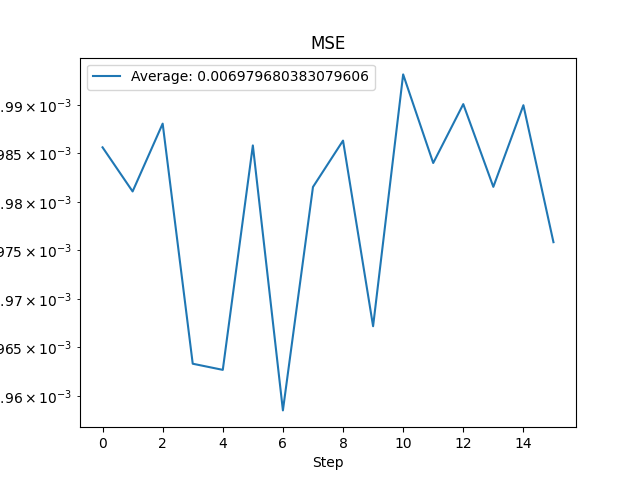 MSE
Average: 0.006979680383079606
.99 × 10⁻³
985 × 10⁻³
.98 × 10⁻³
975 × 10⁻³
.97 × 10⁻³
965 × 10⁻³
.96 × 10⁻³
0 2 4 6 8 10 12 14
Step